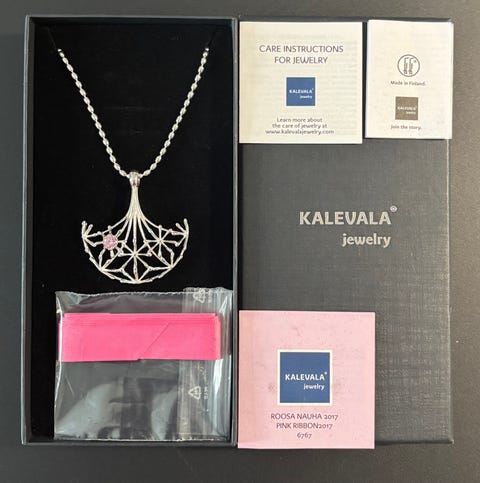 CARE INSTRUCTIONS
FOR JEWELRY
KALEVALA
jewelry
Learn more about
the care of jewelry at
www.kalevalajewelry.com
Made in Finland.
KALEVALA
jewelry
Join the story.
KALEVALA®
jewelry
KALEVALA®
jewelry
ROOSA NAUHA 2017
PINK RIBBON2017
6767